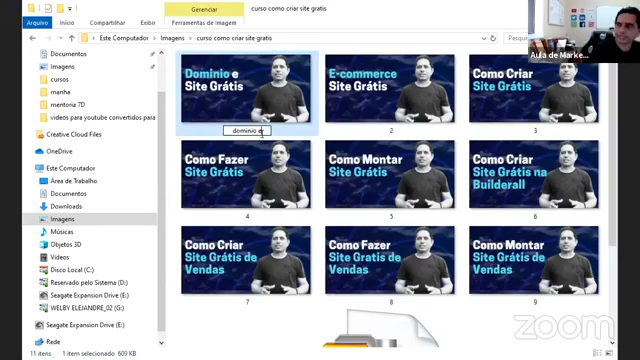 Gerenciar
curso como criar site gratis
Arquivo
Início
Compartilhar
Exibir
Ferramentas de Imagem
Este Computador > Imagens > curso como criar site gratis
Aula de Marke...
Documentos
Imagens
cursos
manha
mentoria 7D
videos para youtube convertidos para
Creative Cloud Files
OneDrive
Este Computador
Área de Trabalho
Documentos
Downloads
Imagens
Músicas
Objetos 3D
Vídeos
Disco Local (C:)
Reservado pelo Sistema (D:)
Seagate Expansion Drive (E:)
WELBY ELEJANDRE_02 (G:)
Seagate Expansion Drive (E:)
Rede
Dominio e
Site Grátis
dominio e
E-commerce
Site Grátis
2
Como Criar
Site Grátis
3
Como Fazer
Site Grátis
4
Como Montar
Site Grátis
5
Como Criar
Site Grátis na
Builderall
6
Como Criar
Site Grátis de
Vendas
7
Como Fazer
Site Gratis de
Vendas
8
Como Montar
Site Grátis de
Vendas
9
11 itens
1 item selecionado 609 KB
zoom